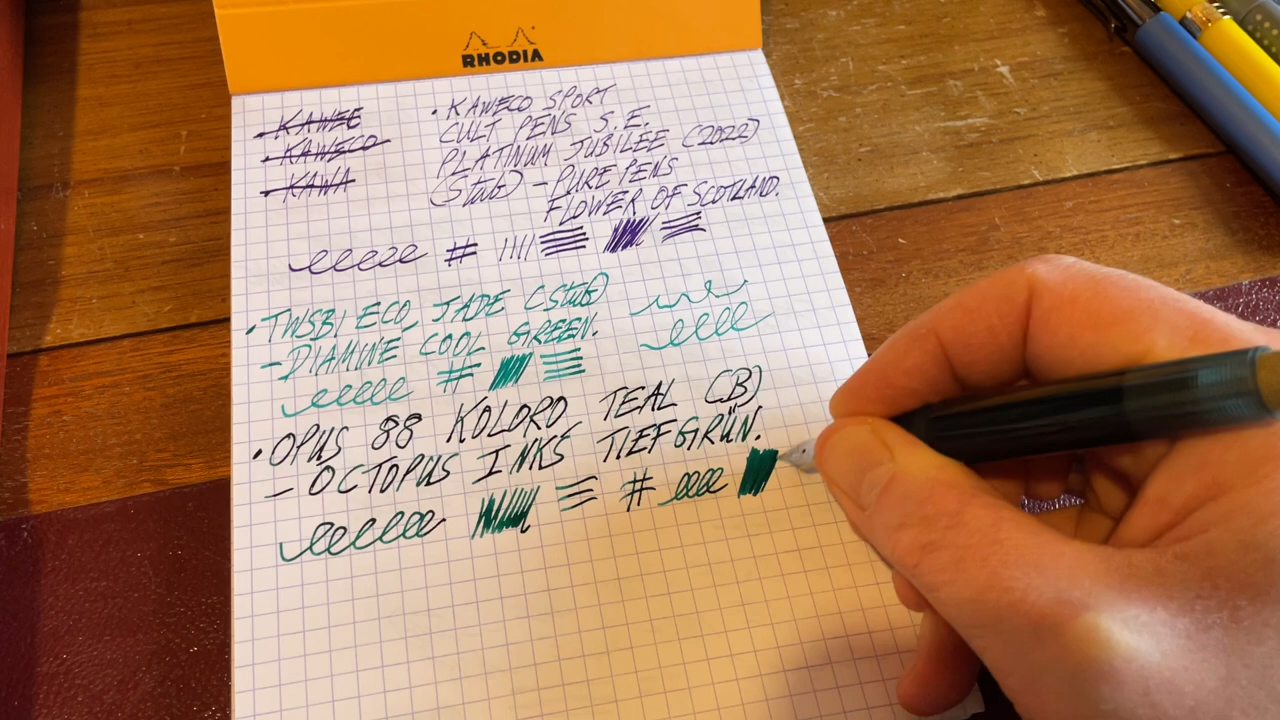 RHODIA
KAWEE
KAWECO
KAWA
• KAWECO SPORT
CULT PENS S.E.
PLATINUM JUBILEE (2022)
(Stub) - PURE PENS
FLOWER OF SCOTLAND.
• TWSBI ECO JADE (Stub)
- DIAMINE COOL GREEN.
• OPUS 88 KOLORO TEAL (B)
- OCTOPUS INKS TIEFGRÜN.